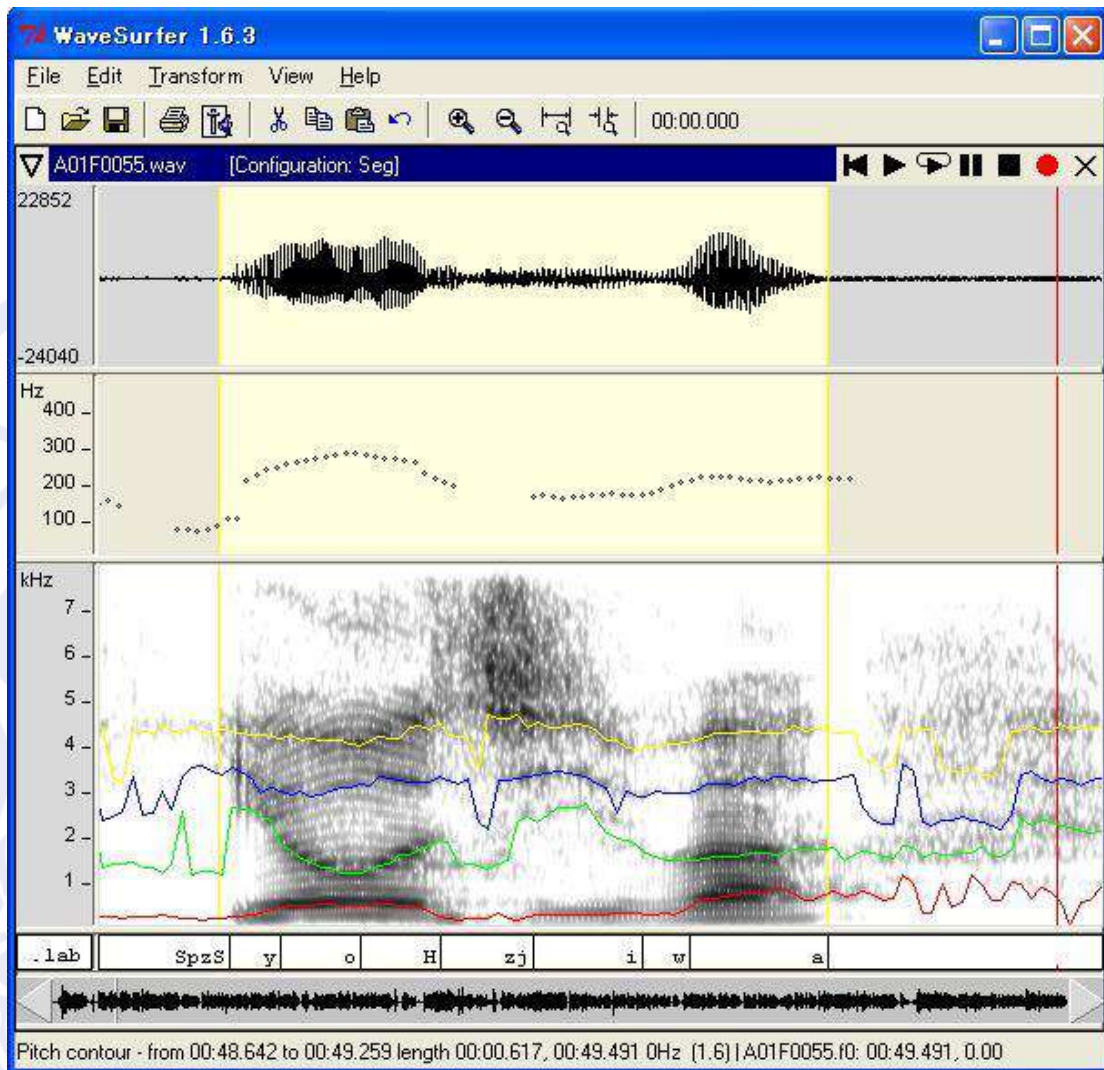 WaveSurfer 1.6.3
File Edit Transform View Help
00:00.000
A01F0055.wav [Configuration: Seg]
22852
-24040
Hz
400
300
200
100
kHz
7
6
5
4
3
2
1
.lab SpzS y o H zj i w a
Pitch contour - from 00:48.642 to 00:49.259 length 00:00.617, 00:49.491 0Hz (1.6) | A01F0055.f0: 00:49.491, 0.00